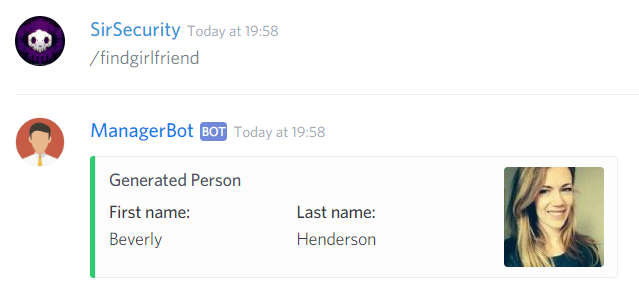 SirSecurity Today at 19:58
/findgirlfriend
ManagerBot BOT Today at 19:58
Generated Person
First name: Last name:
Beverly Henderson